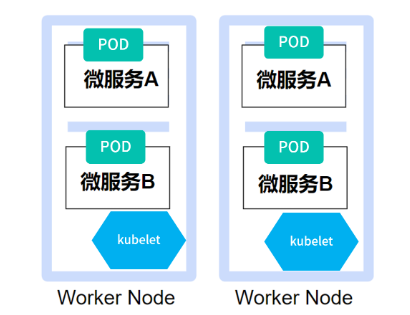 POD
微服务A
POD
微服务B
kubelet
Worker Node
POD
微服务A
POD
微服务B
kubelet
Worker Node